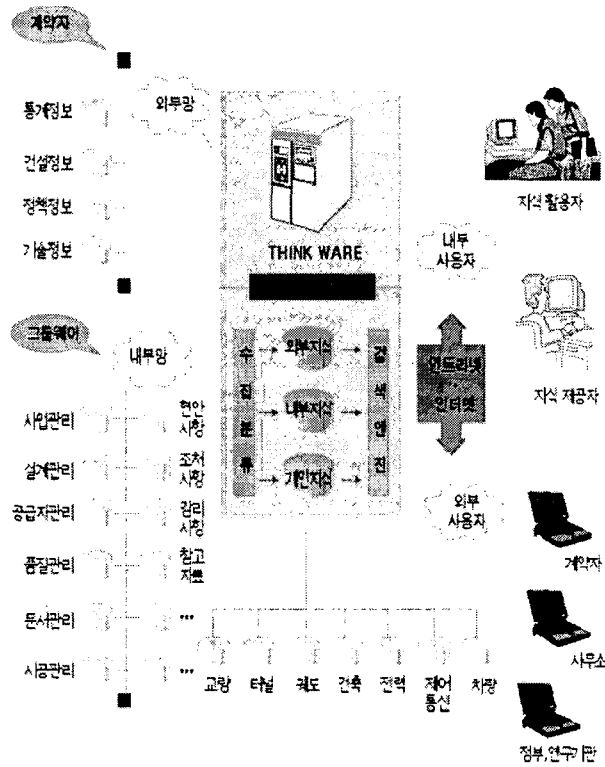 계약자
외부망
통계정보
건설정보
정책정보
기술정보
THINK WARE
지식 활용자
내부
사용자
그룹웨어
내부망
수집분류
외부지식
내부지식
개인지식
검색엔진
인트라넷
인터넷
지식 제공자
사업관리
현안
사항
설계관리
조처
사항
공급자관리
감리
사항
품질관리
참고
자료
문서관리
...
시공관리
...
외부
사용자
계약자
사무소
정부,연구기관
교량
터널
궤도
건축
전력
제어
통신
차량